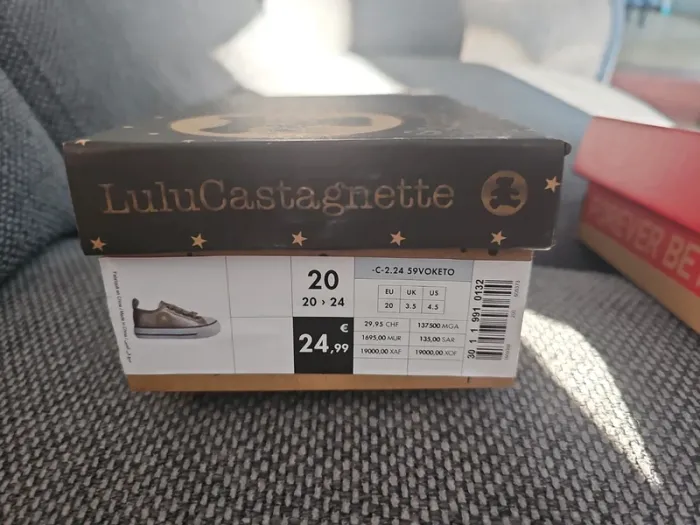 LuluCastagnette
20
20 > 24
€
24,99
-C-2.24 59VOKETO
EU UK US
20 3.5 4.5
29.95 CHF 137500 MGA
1695,00 MUR 135,00 SAR
19000,00 XAF 19000,00 XOF
30 1 1 991 0132
FOREVER BE